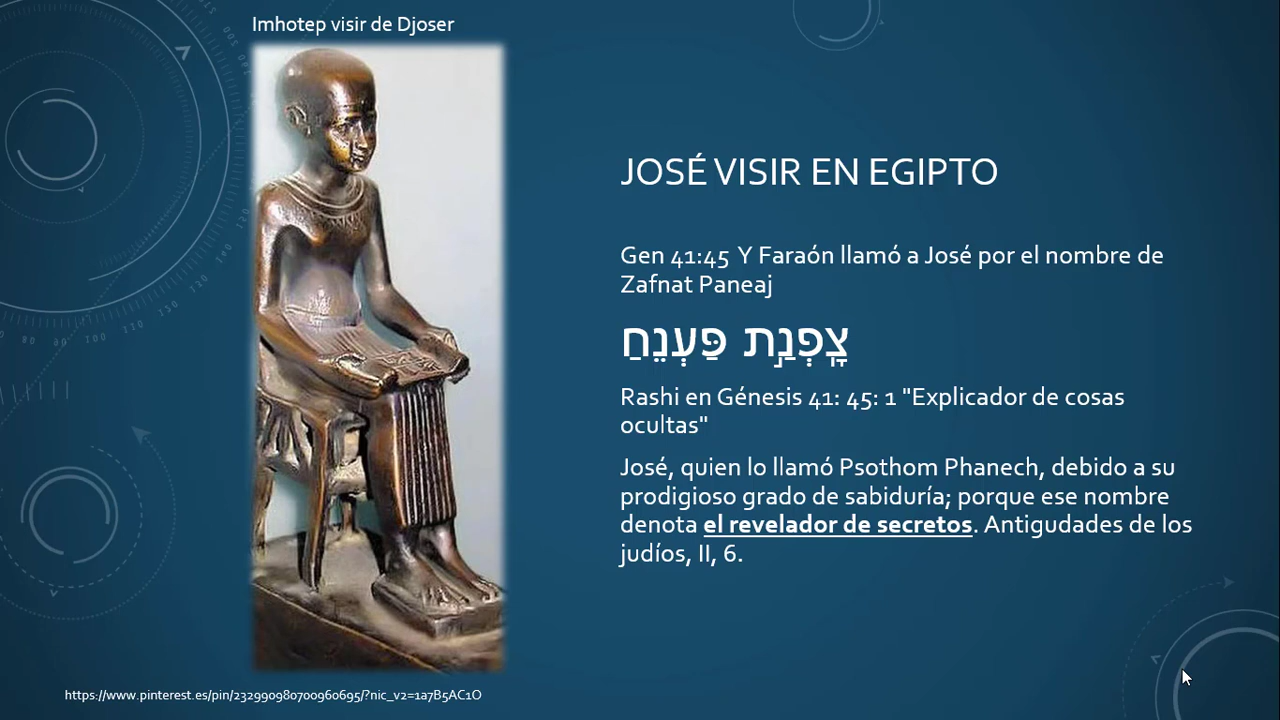 Imhotep visir de Djoser
JOSÉ VISIR EN EGIPTO
Gen 41:45 Y Faraón llamó a José por el nombre de
Zafnat Paneaj
צָֽפְנַ֣ת פַּעְנֵחַ
Rashi en Génesis 41: 45: 1 "Explicador de cosas
ocultas"
José, quien lo llamó Psothom Phanech, debido a su
prodigioso grado de sabiduría; porque ese nombre
denota el revelador de secretos. Antigudades de los
judíos, II, 6.
https://www.pinterest.es/pin/232990980700960695/?nic_v2=1a7B5AC1O